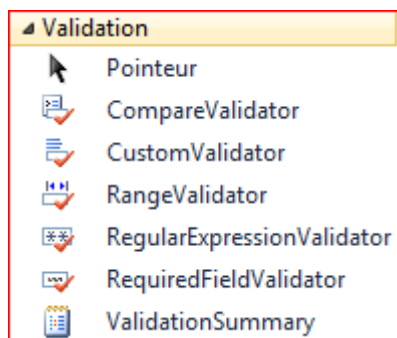 Validation
Pointeur
CompareValidator
CustomValidator
RangeValidator
RegularExpressionValidator
RequiredFieldValidator
ValidationSummary